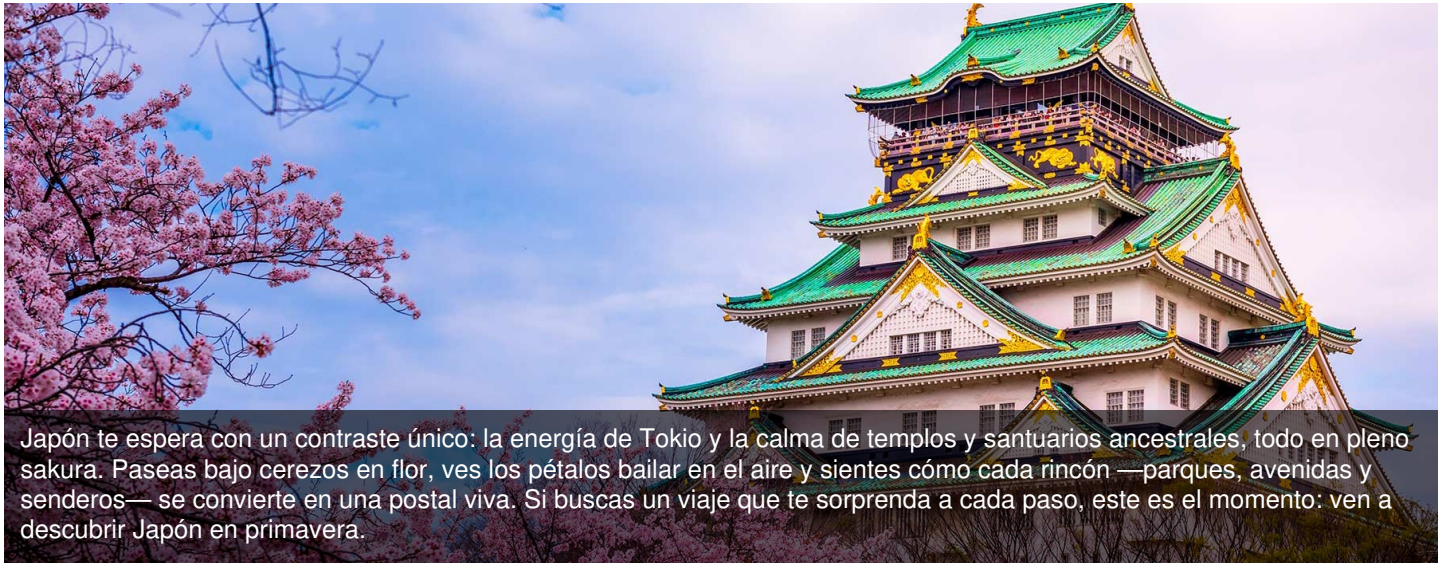 Japón te espera con un contraste único: la energía de Tokio y la calma de templos y santuarios ancestrales, todo en pleno
sakura. Paseas bajo cerezos en flor, ves los pétalos bailar en el aire y sientes cómo cada rincón —parques, avenidas y
senderos— se convierte en una postal viva. Si buscas un viaje que te sorprenda a cada paso, este es el momento: ven a
descubrir Japón en primavera.